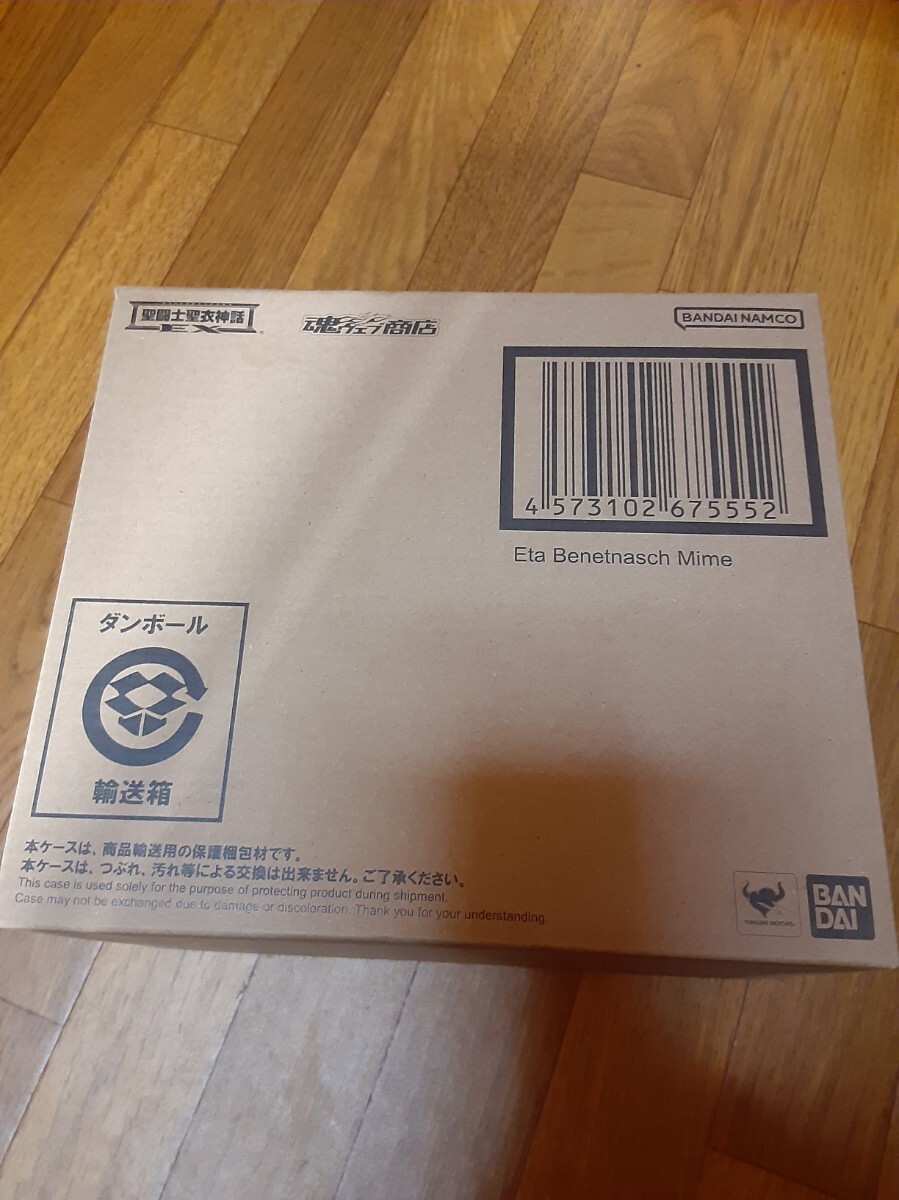 聖闘士聖衣神話
EX
魂ウェブ商店
BANDAI NAMCO
4 573102 675552
Eta Benetnasch Mime
ダンボール
輸送箱
本ケースは、商品輸送用の保護梱包材です。
本ケースは、つぶれ、汚れ等による交換は出来ません。ご了承ください。
This case is used solely for the purpose of protecting product during shipment.
Case may not be exchanged due to damage or discoloration. Thank you for your understanding
BAN
DAI